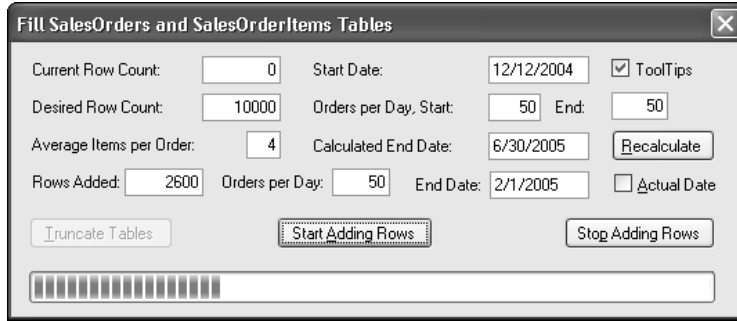 Fill SalesOrders and SalesOrderItems Tables
Current Row Count: 0 Start Date: 12/12/2004 ToolTips
Desired Row Count: 10000 Orders per Day, Start: 50 End: 50
Average Items per Order: 4 Calculated End Date: 6/30/2005 Recalculate
Rows Added: 2600 Orders per Day: 50 End Date: 2/1/2005 Actual Date
Truncate Tables Start Adding Rows Stop Adding Rows